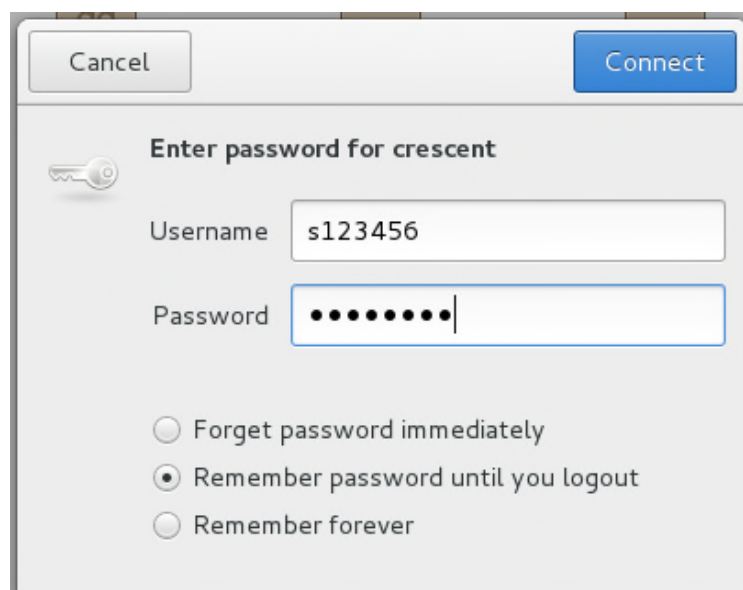 Cancel Connect
Enter password for crescent
Username s123456
Password ••••••••
Forget password immediately
Remember password until you logout
Remember forever